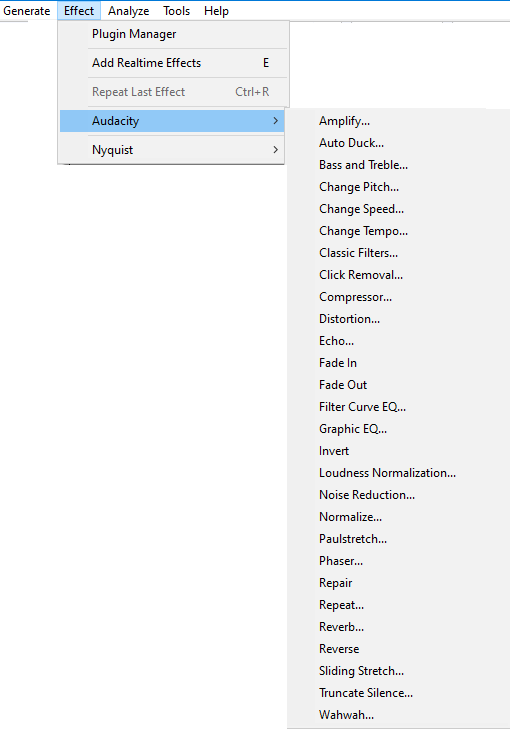 Generate Effect Analyze Tools Help
Plugin Manager
Add Realtime Effects E
Repeat Last Effect Ctrl+R
Audacity
Nyquist
Amplify...
Auto Duck...
Bass and Treble...
Change Pitch...
Change Speed...
Change Tempo...
Classic Filters...
Click Removal...
Compressor...
Distortion...
Echo...
Fade In
Fade Out
Filter Curve EQ...
Graphic EQ...
Invert
Loudness Normalization...
Noise Reduction...
Normalize...
Paulstretch...
Phaser...
Repair
Repeat...
Reverb...
Reverse
Sliding Stretch...
Truncate Silence...
Wahwah...